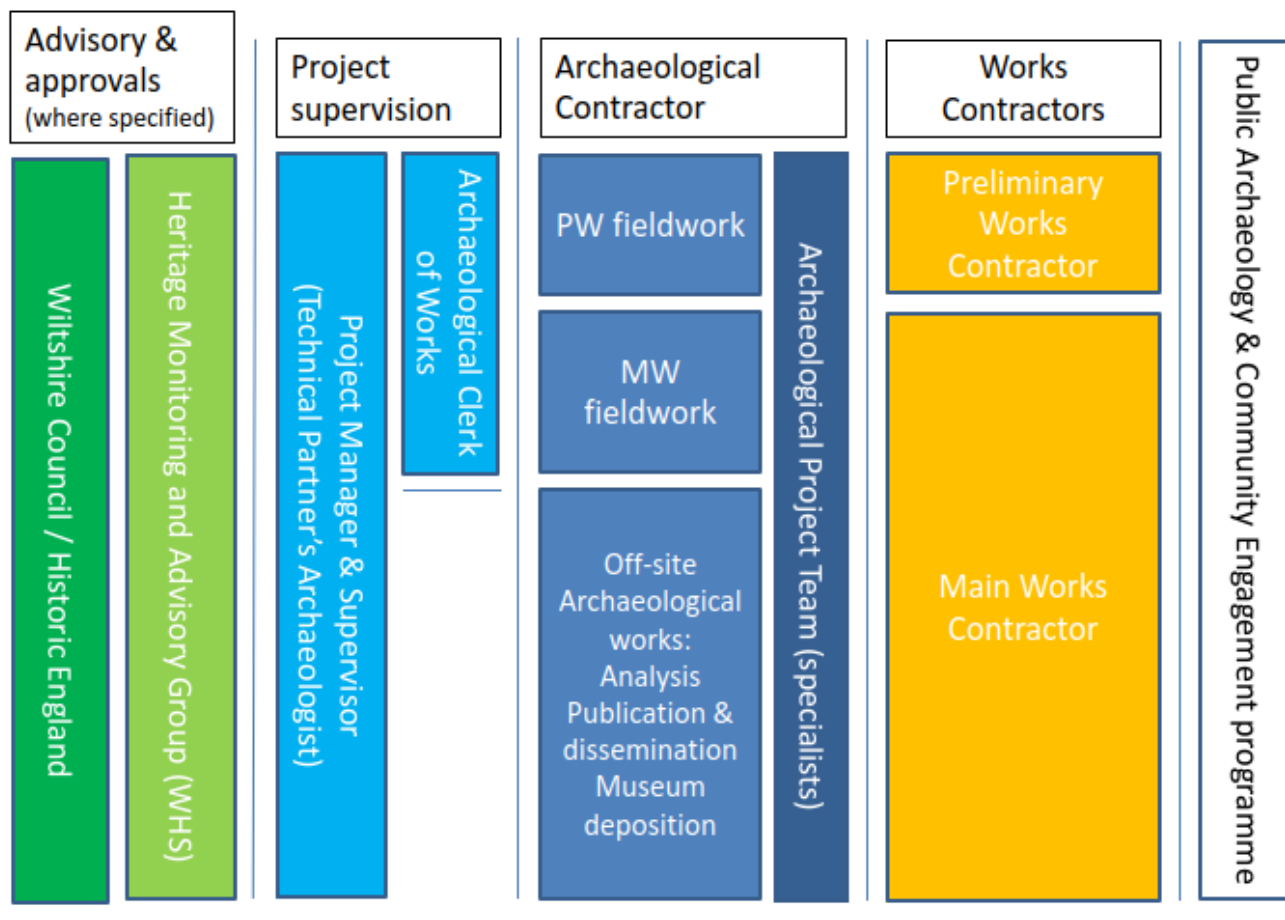 Advisory &
approvals
(where specified)
Project
supervision
Archaeological
Contractor
Works
Contractors
Wiltshire Council / Historic England
Heritage Monitoring and Advisory Group (WHS)
Project Manager & Supervisor
(Technical Partner’s Archaeologist)
Archaeological Clerk
of Works
PW fieldwork
MW
fieldwork
Off-site
Archaeological
works:
Analysis
Publication &
dissemination
Museum
deposition
Archaeological Project Team (specialists)
Preliminary
Works
Contractor
Main Works
Contractor
Public Archaeology & Community Engagement programme